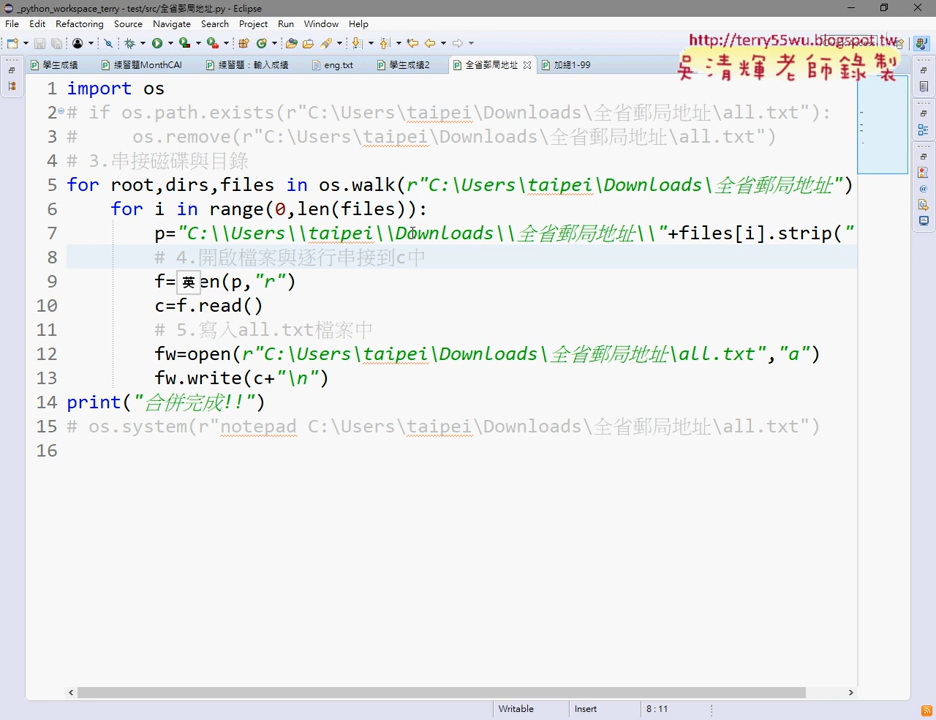 _python_workspace_terry - test/src/全省郵局地址.py - Eclipse
File Edit Refactoring Source Navigate Search Project Run Window Help
http://terry55wu.blogspot.tw
吳清輝老師錄製
學生成績 練習題MonthCAl 練習題：輸入成績 eng.txt 學生成績2 全省郵局地址 加總1-99
1 import os
2 # if os.path.exists(r"C:\Users\taipei\Downloads\全省郵局地址\all.txt"):
3 #     os.remove(r"C:\Users\taipei\Downloads\全省郵局地址\all.txt")
4 # 3.串接磁碟與目錄
5 for root,dirs,files in os.walk(r"C:\Users\taipei\Downloads\全省郵局地址")
6     for i in range(0,len(files)):
7         p="C:\\Users\\taipei\\Downloads\\全省郵局地址\\"+files[i].strip("
8         # 4.開啟檔案與逐行串接到c中
9         f= 英 en(p,"r")
10         c=f.read()
11         # 5.寫入all.txt檔案中
12         fw=open(r"C:\Users\taipei\Downloads\全省郵局地址\all.txt","a")
13         fw.write(c+"\n")
14 print("合併完成!!")
15 # os.system(r"notepad C:\Users\taipei\Downloads\全省郵局地址\all.txt")
16
Writable Insert 8 : 11